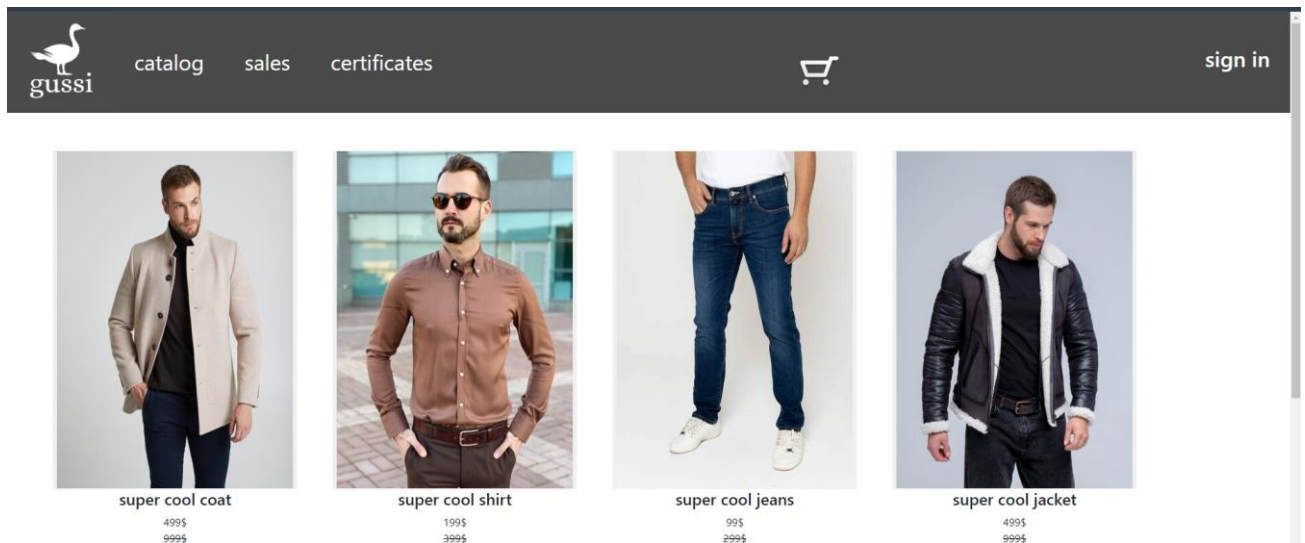 gussi
catalog sales certificates
sign in
super cool coat
499$
999$
super cool shirt
199$
399$
super cool jeans
99$
299$
super cool jacket
499$
999$